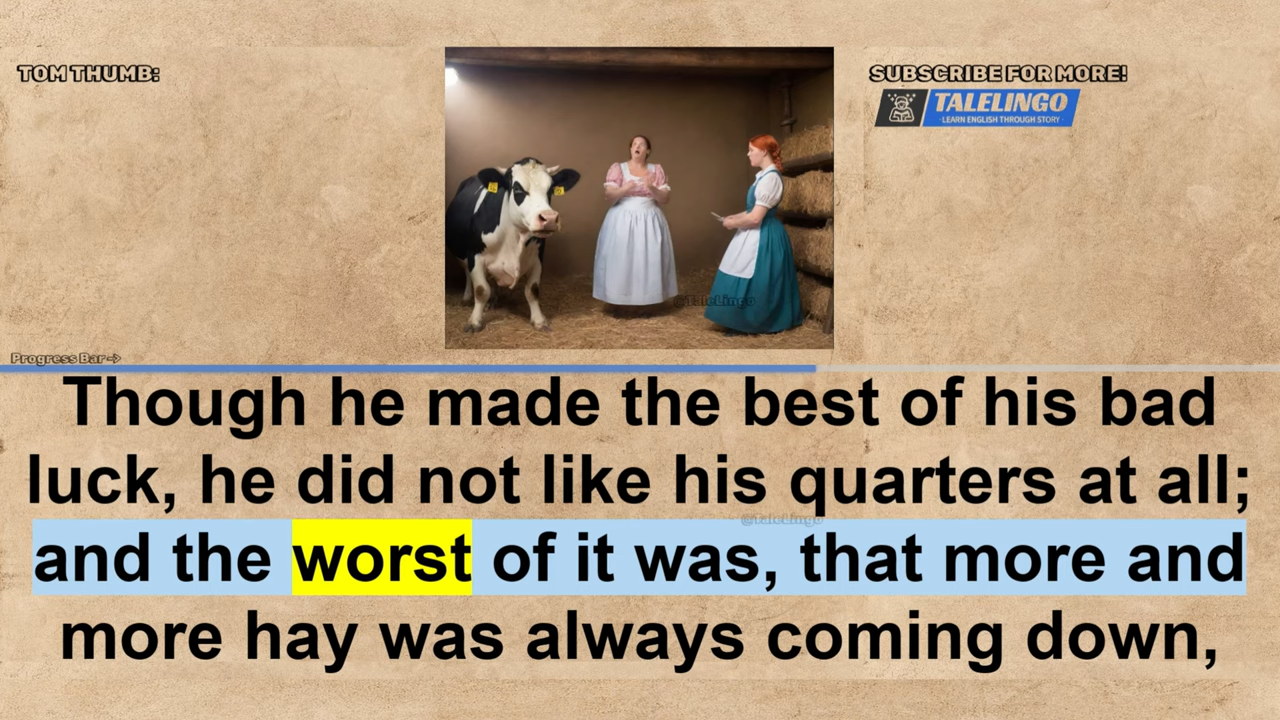 TOM THUMB:
SUBSCRIBE FOR MORE!
TALELINGO
·LEARN ENGLISH THROUGH STORY·
@TaleLingo
Progress Bar->
Though he made the best of his bad
luck, he did not like his quarters at all;
@TaleLingo
and the worst of it was, that more and
more hay was always coming down,